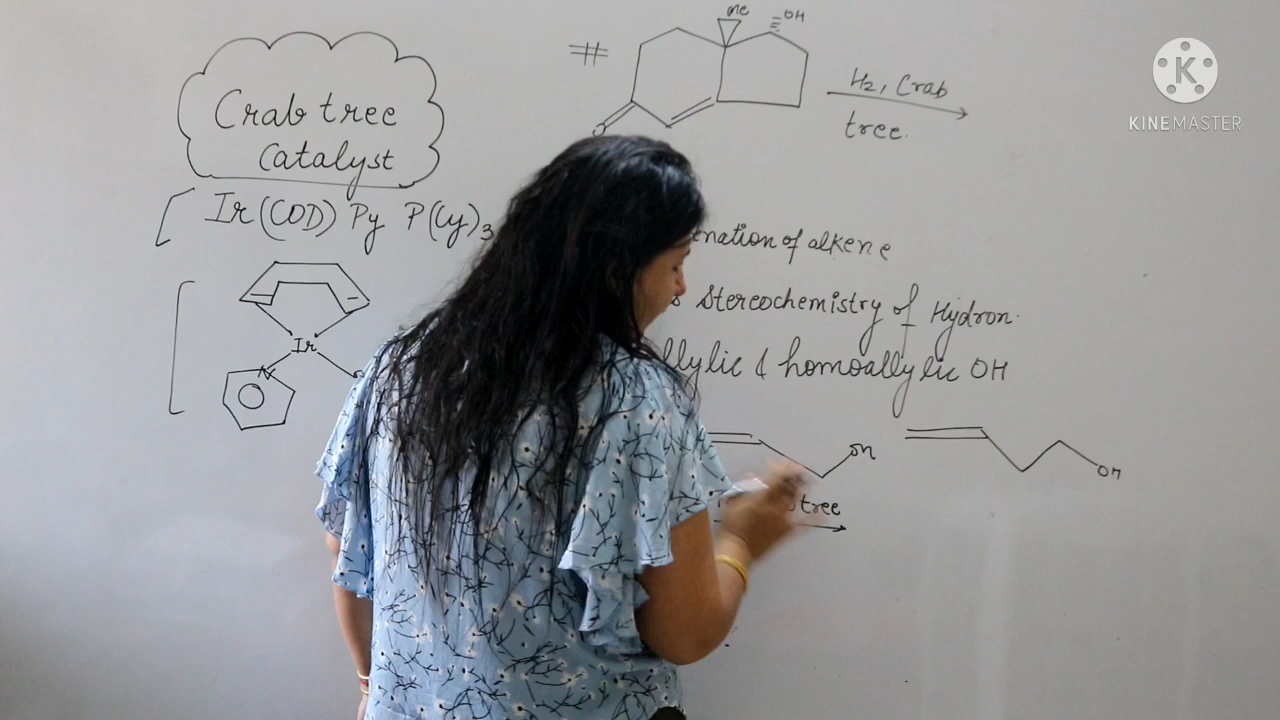 Me
OH
#
H2, Crab
tree.
O
KINEMASTER
Crab tree
Catalyst
[ Ir (COD) Py P(Cy)3
enation of alkene
Stereochemistry of Hydron.
llylic & homoallylic OH
Ir
N
OH
OH
tree